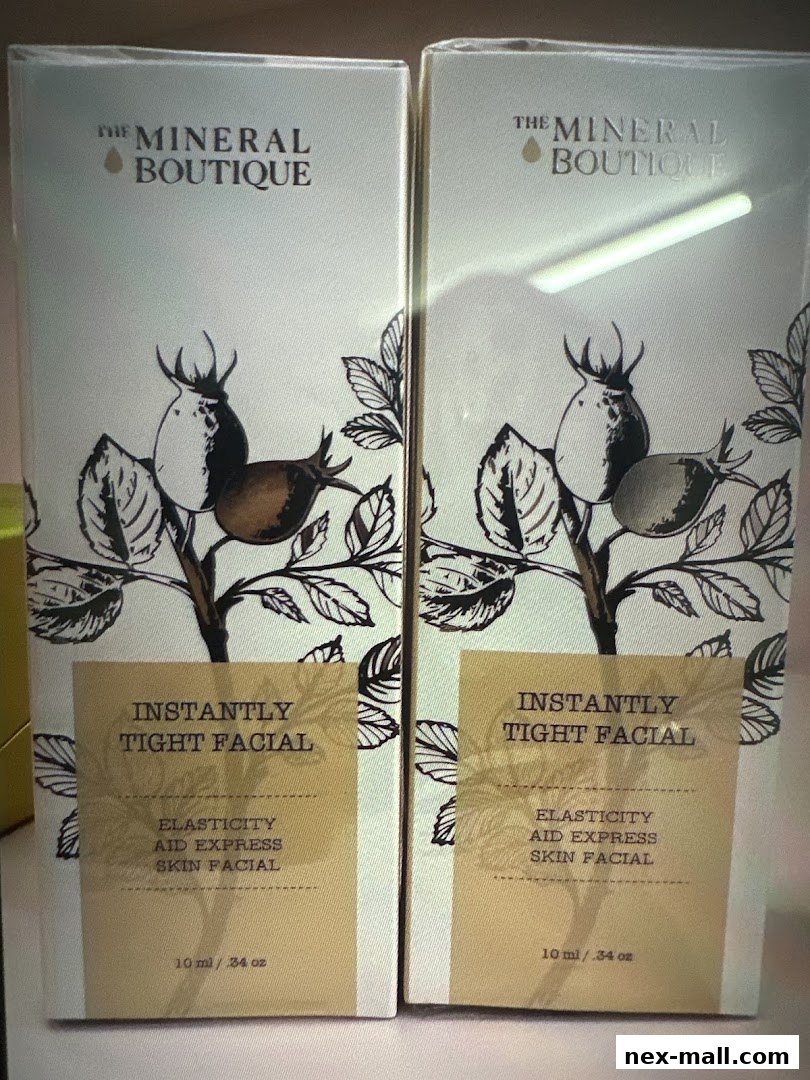 THE MINERAL
BOUTIQUE
INSTANTLY
TIGHT FACIAL
ELASTICITY
AID EXPRESS
SKIN FACIAL
10 ml / .34 oz
THE MINERAL
BOUTIQUE
INSTANTLY
TIGHT FACIAL
ELASTICITY
AID EXPRESS
SKIN FACIAL
10 ml / .34 oz
nex-mall.com